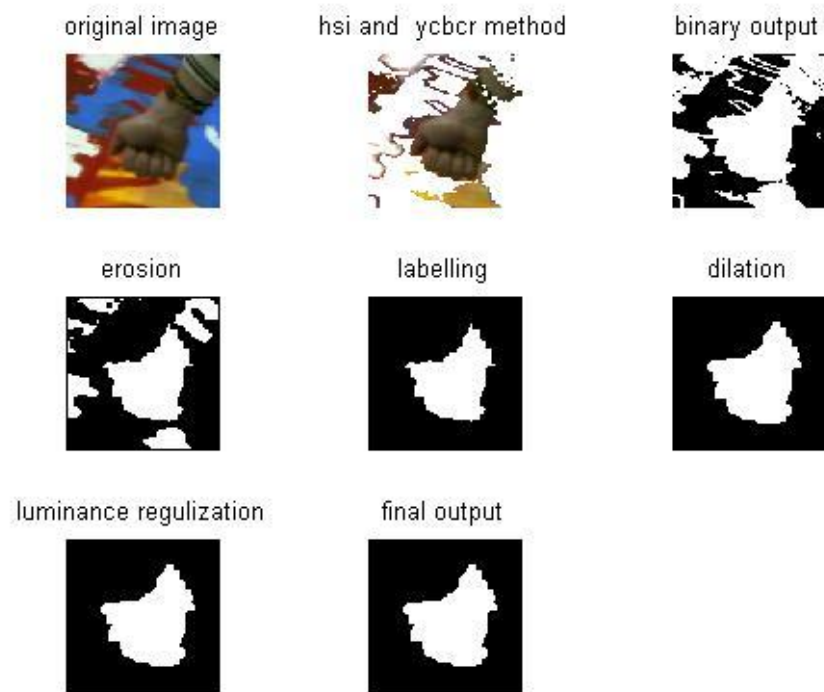 original image
hsi and  ycbcr method
binary output
erosion
labelling
dilation
luminance regulization
final output